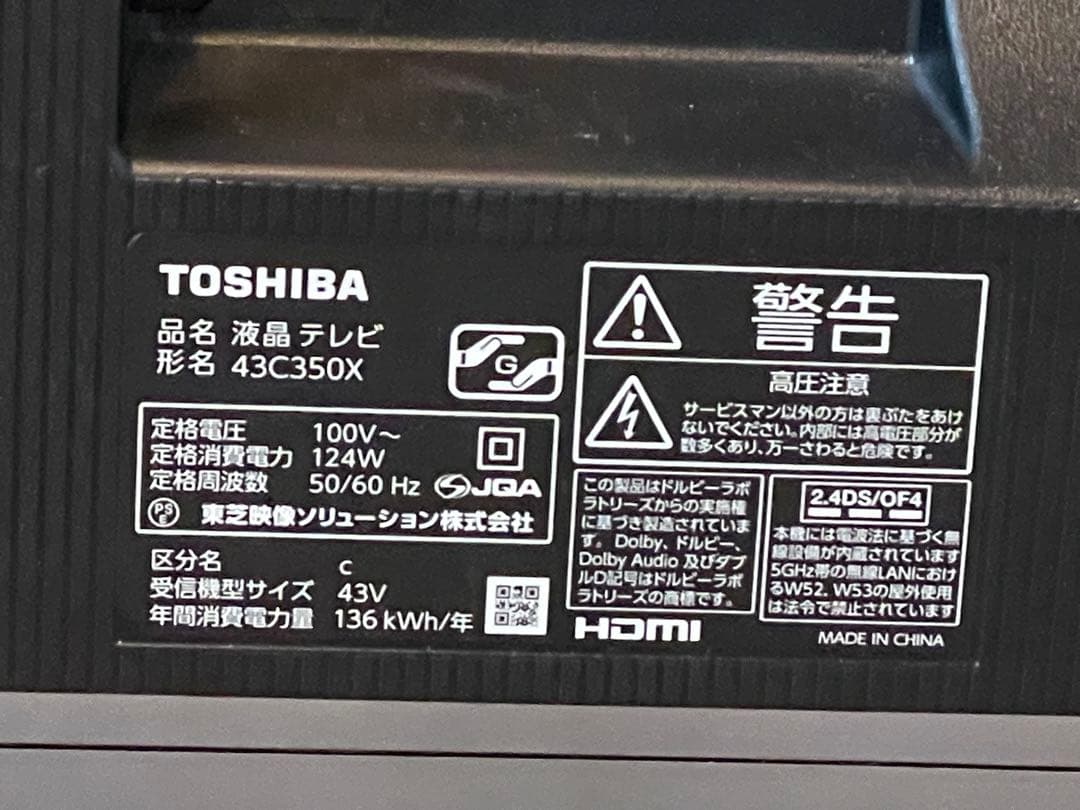 TOSHIBA
品名 液晶テレビ
形名 43C350X
G
定格電圧 100V～
定格消費電力 124W
定格周波数 50/60 Hz
JQA
PS
E
東芝映像ソリューション株式会社
区分名 c
受信機型サイズ 43V
年間消費電力量 136 kWh/年
警告
高圧注意
サービスマン以外の方は裏ぶたをあけ
ないでください。内部には高電圧部分が
数多くあり、万一さわると危険です。
この製品はドルビーラボ
ラトリーズからの実施権
に基づき製造されていま
す。Dolby、ドルビー、
Dolby Audio 及びダブ
ルD記号はドルビーラボ
ラトリーズの商標です。
HDMI
2.4DS/OF4
本機には電波法に基づく無
線設備が内蔵されています
5GHz帯の無線LANにおけ
るW52、W53の屋外使用
は法令で禁止されています
MADE IN CHINA